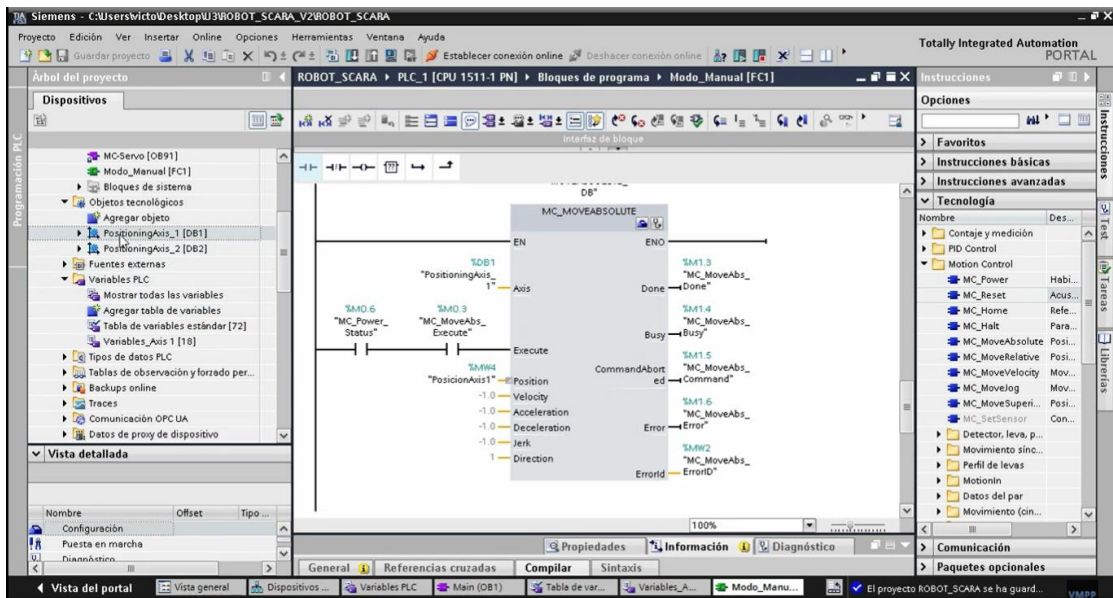 Siemens - C:\Users\victo\Desktop\U3\ROBOT_SCARA_V2\ROBOT_SCARA
Proyecto Edición Ver Insertar Online Opciones Herramientas Ventana Ayuda
Guardar proyecto Establecer conexión online Deshacer conexión online
Totally Integrated Automation
PORTAL
Árbol del proyecto
ROBOT_SCARA PLC_1 [CPU 1511-1 PN] Bloques de programa Modo_Manual [FC1]
Instrucciones
Dispositivos
Opciones
Interfaz de bloque
Programación PLC
MC-Servo [OB91]
Modo_Manual [FC1]
Bloques de sistema
Objetos tecnológicos
Agregar objeto
PositioningAxis_1 [DB1]
PositioningAxis_2 [DB2]
Fuentes externas
Variables PLC
Mostrar todas las variables
Agregar tabla de variables
Tabla de variables estándar [72]
Variables_Axis 1 [18]
Tipos de datos PLC
Tablas de observación y forzado per...
Backups online
Traces
Comunicación OPC UA
Datos de proxy de dispositivo
Vista detallada
Nombre Offset Tipo ...
Configuración
Puesta en marcha
Diagnóstico
DB"
MC_MOVEABSOLUTE
EN ENO
%DB1
"PositioningAxis_
1" Axis
%M1.3
"MC_MoveAbs_
Done Done"
%M0.6
"MC_Power_
Status"
%M0.3
"MC_MoveAbs_
Execute"
Execute
%M1.4
"MC_MoveAbs_
Busy Busy"
%MW4
"PosicionAxis1" Position
-1.0 Velocity
-1.0 Acceleration
-1.0 Deceleration
-1.0 Jerk
1 Direction
%M1.5
CommandAbort "MC_MoveAbs_
ed Command"
%M1.6
"MC_MoveAbs_
Error Error"
%MW2
"MC_MoveAbs_
ErrorId ErrorID"
100%
Propiedades Información Diagnóstico
General Referencias cruzadas Compilar Sintaxis
Favoritos
Instrucciones básicas
Instrucciones avanzadas
Tecnología
Nombre Des...
Contaje y medición
PID Control
Motion Control
MC_Power Habi...
MC_Reset Acus...
MC_Home Refe...
MC_Halt Para...
MC_MoveAbsolute Posi...
MC_MoveRelative Posi...
MC_MoveVelocity Mov...
MC_MoveJog Mov...
MC_MoveSuperi... Posi...
MC_SetSensor Con...
Detector, leva, p...
Movimiento sínc...
Perfil de levas
MotionIn
Datos del par
Movimiento (cin...
Comunicación
Paquetes opcionales
Instrucciones
Test
Tareas
Librerías
Vista del portal Vista general Dispositivos ... Variables PLC Main (OB1) Tabla de var... Variables_A... Modo_Manu... El proyecto ROBOT_SCARA se ha guard...
VMPP